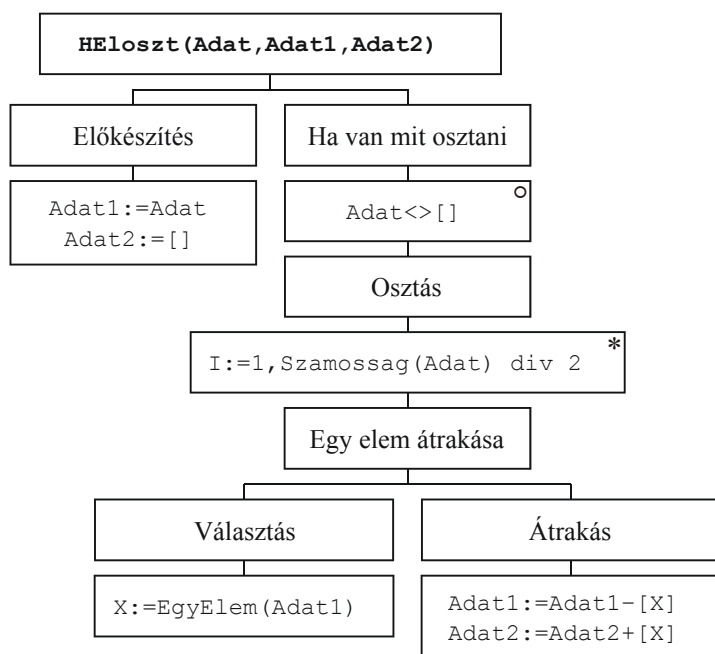 HEloszt(Adat,Adat1,Adat2)
Előkészítés
Ha van mit osztani
Adat1:=Adat
Adat2:=[]
Adat<>[]
Osztás
*
I:=1,Szamossag(Adat) div 2
Egy elem átrakása
Választás
Átrakás
X:=EgyElem(Adat1)
Adat1:=Adat1-[X]
Adat2:=Adat2+[X]